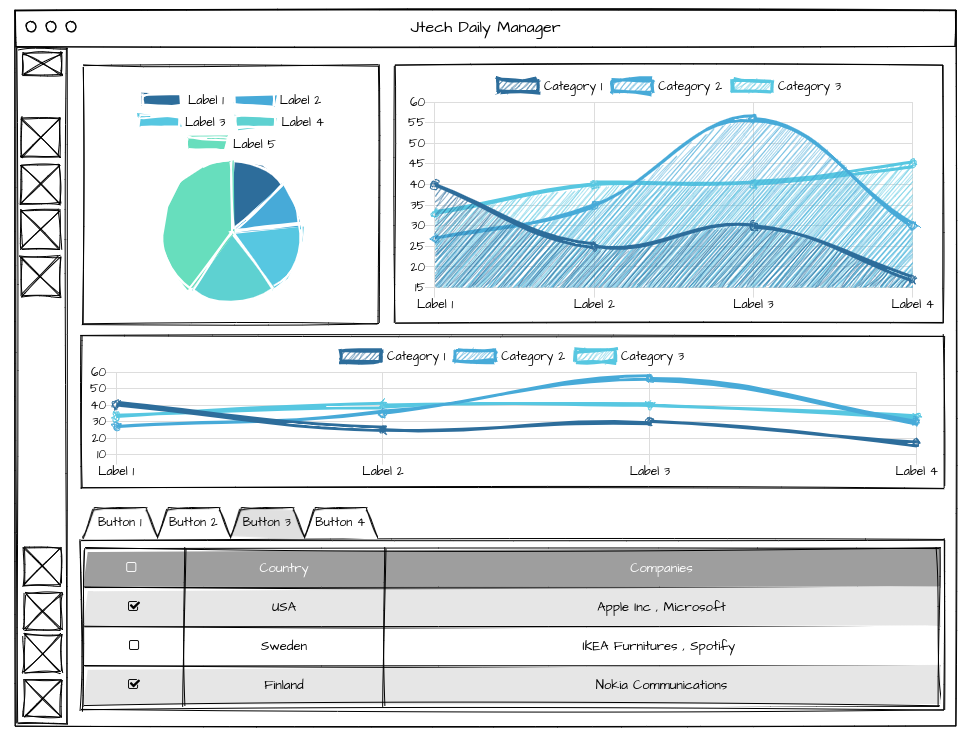 Jtech Daily Manager
Label 1 Label 2
Label 3 Label 4
Label 5
Category 1 Category 2 Category 3
60
55
50
45
40
35
30
25
20
15
Label 1 Label 2 Label 3 Label 4
Category 1 Category 2 Category 3
60
50
40
30
20
10
Label 1 Label 2 Label 3 Label 4
Button 1 Button 2 Button 3 Button 4
Country Companies
USA Apple Inc , Microsoft
Sweden IKEA Furnitures , Spotify
Finland Nokia Communications